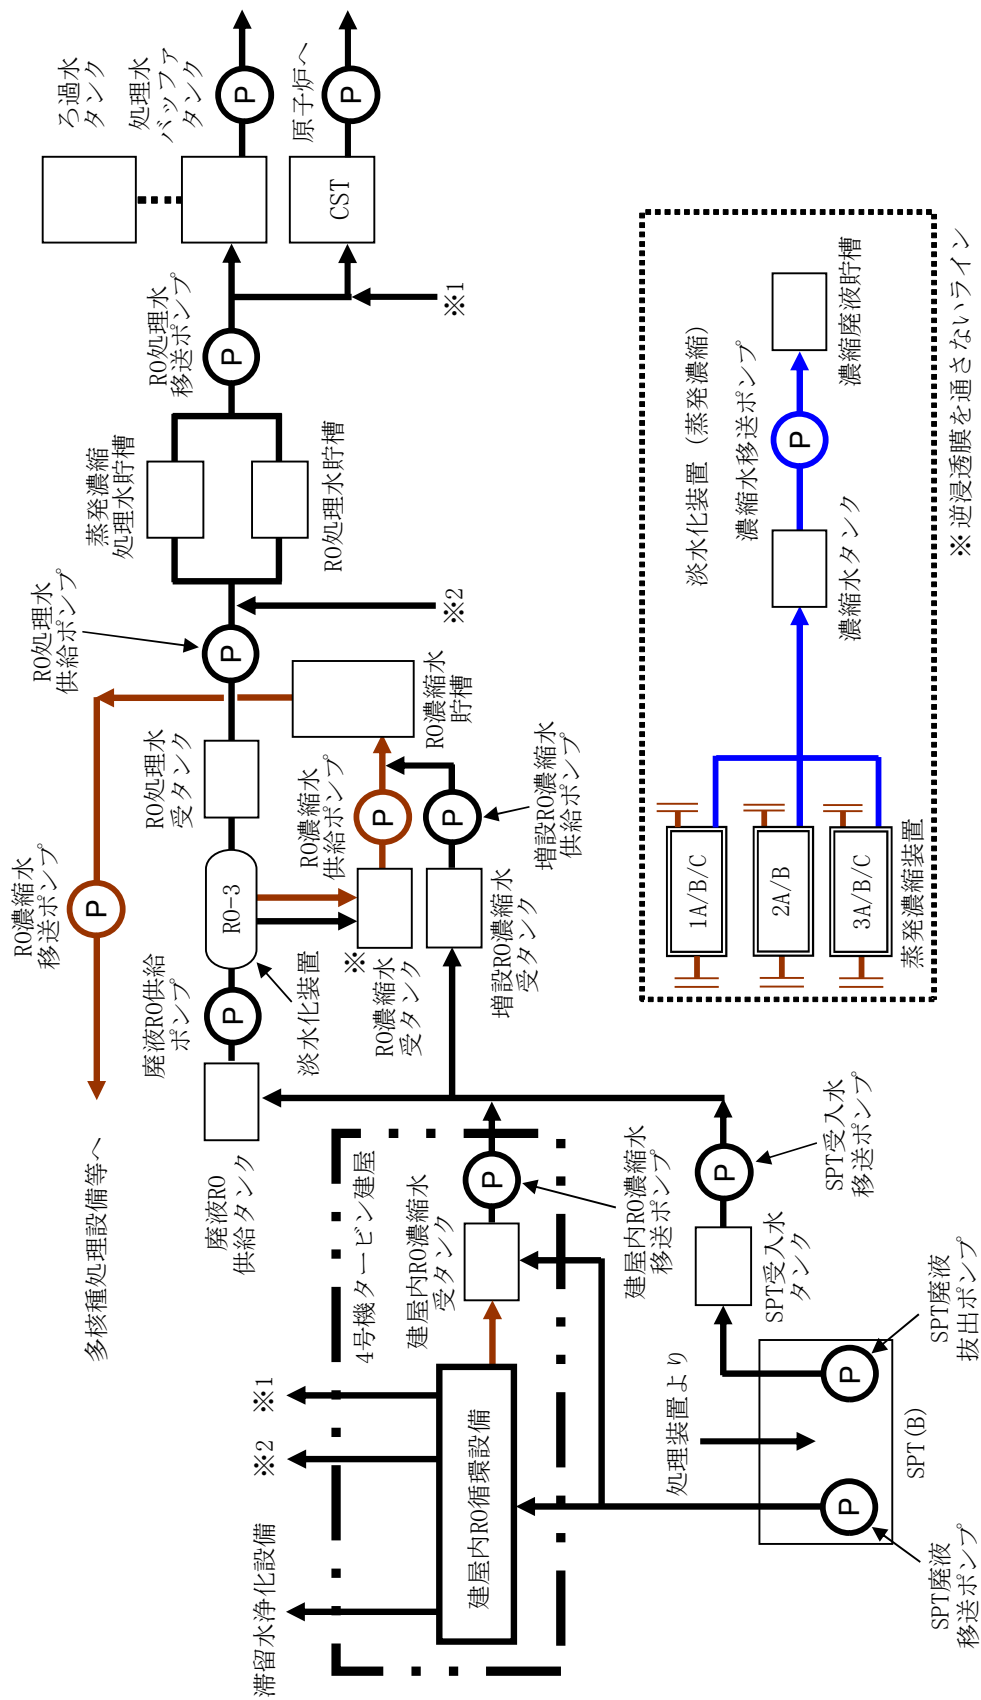 ろ過水
タンク
処理水
バッファ
タンク
原子炉へ
P
P
CST
※1
RO処理水
移送ポンプ
P
蒸発濃縮
処理水貯槽
RO処理水貯槽
※2
RO処理水
供給ポンプ
P
RO濃縮水
貯槽
RO処理水
受タンク
RO濃縮水
供給ポンプ
P
P
増設RO濃縮水
供給ポンプ
RO濃縮水
移送ポンプ
P
RO-3
※
淡水化装置
RO濃縮水
受タンク
増設RO濃縮水
受タンク
廃液RO供給
ポンプ
P
多核種処理設備等へ
廃液RO
供給タンク
4号機タービン建屋
建屋内RO濃縮水
受タンク
P
建屋内RO濃縮水
移送ポンプ
P
SPT受入水
移送ポンプ
SPT受入水
タンク
※1
※2
滞留水浄化設備
建屋内RO循環設備
処理装置より
P
SPT廃液
抜出ポンプ
SPT(B)
P
SPT廃液
移送ポンプ
淡水化装置（蒸発濃縮）
濃縮水移送ポンプ
P
濃縮廃液貯槽
濃縮水タンク
1A/B/C
2A/B
3A/B/C
蒸発濃縮装置
※逆浸透膜を通さないライン